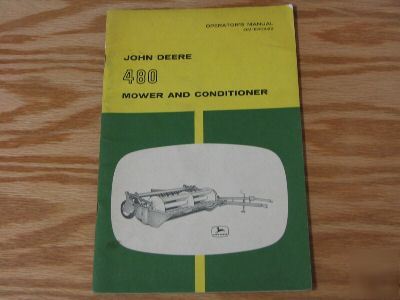 OPERATOR'S MANUAL
JOHN DEERE
480
MOWER AND CONDITIONER